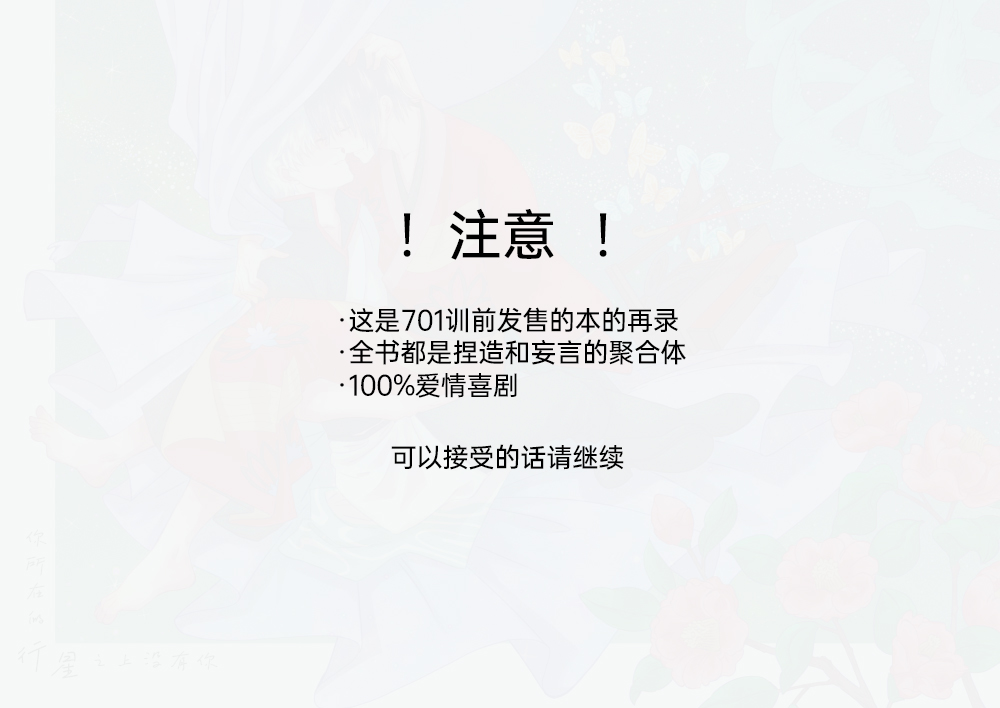 ！ 注意 ！
·这是701训前发售的本的再录
·全书都是捏造和妄言的聚合体
·100%爱情喜剧
可以接受的话请继续
你所在的
行星上没有你